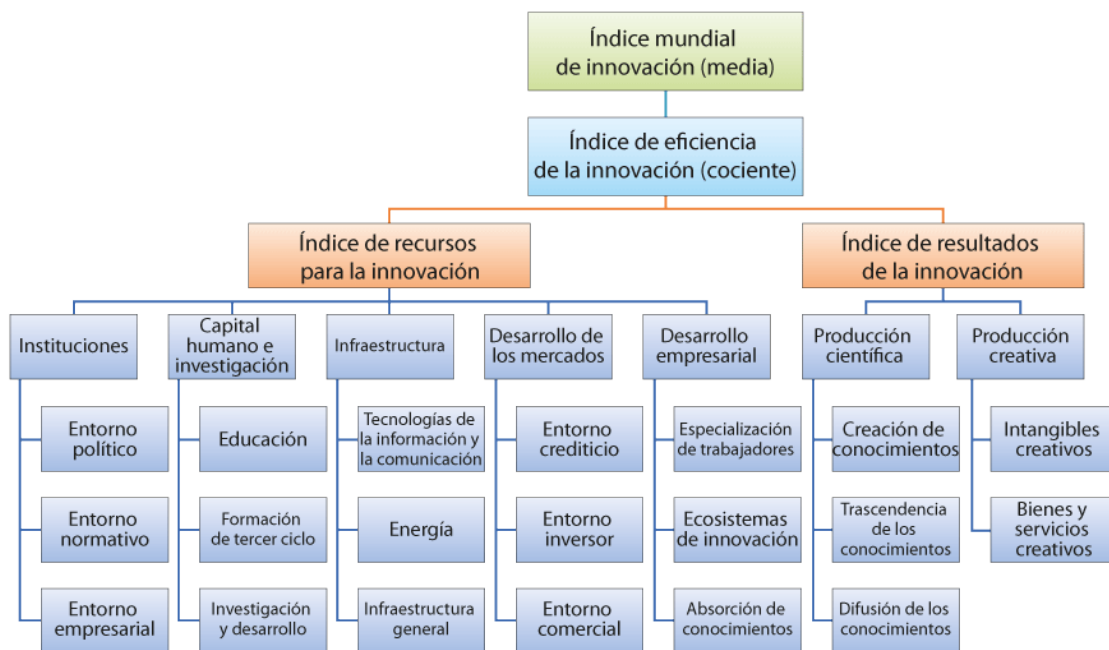 Índice mundial
de innovación (media)
Índice de eficiencia
de la innovación (cociente)
Índice de recursos
para la innovación
Índice de resultados
de la innovación
Instituciones
Capital
humano e
investigación
Infraestructura
Desarrollo de
los mercados
Desarrollo
empresarial
Producción
científica
Producción
creativa
Entorno
político
Educación
Tecnologías de
la información y
la comunicación
Entorno
crediticio
Especialización
de trabajadores
Creación de
conocimientos
Intangibles
creativos
Entorno
normativo
Formación
de tercer ciclo
Energía
Entorno
inversor
Ecosistemas
de innovación
Trascendencia
de los
conocimientos
Bienes y
servicios
creativos
Entorno
empresarial
Investigación
y desarrollo
Infraestructura
general
Entorno
comercial
Absorción de
conocimientos
Difusión de los
conocimientos